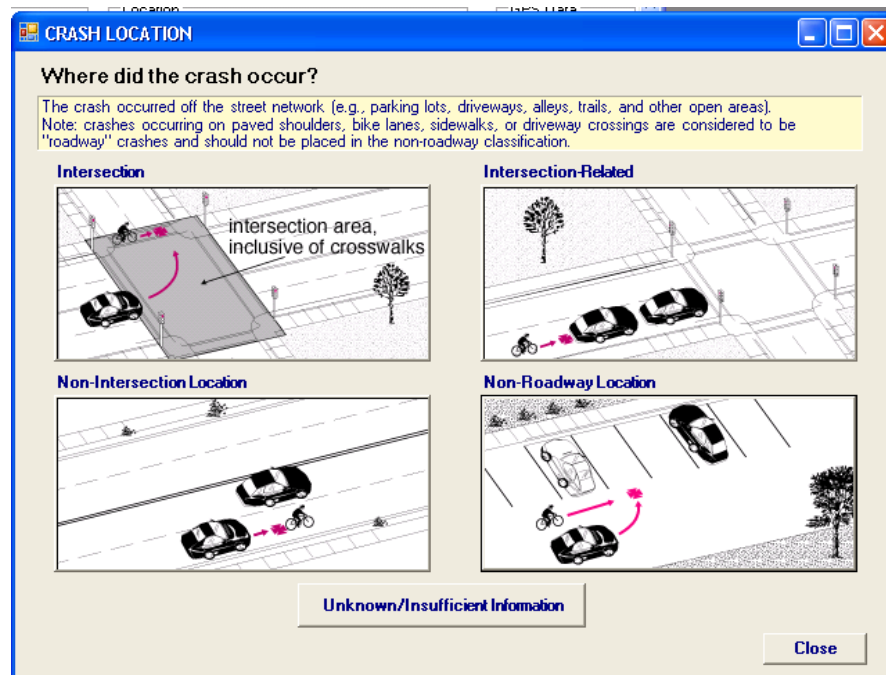 Location
GPS Data
CRASH LOCATION
Where did the crash occur?
The crash occurred off the street network (e.g., parking lots, driveways, alleys, trails, and other open areas).
Note: crashes occurring on paved shoulders, bike lanes, sidewalks, or driveway crossings are considered to be
"roadway" crashes and should not be placed in the non-roadway classification.
Intersection
Intersection-Related
intersection area,
inclusive of crosswalks
Non-Intersection Location
Non-Roadway Location
Unknown/Insufficient Information
Close